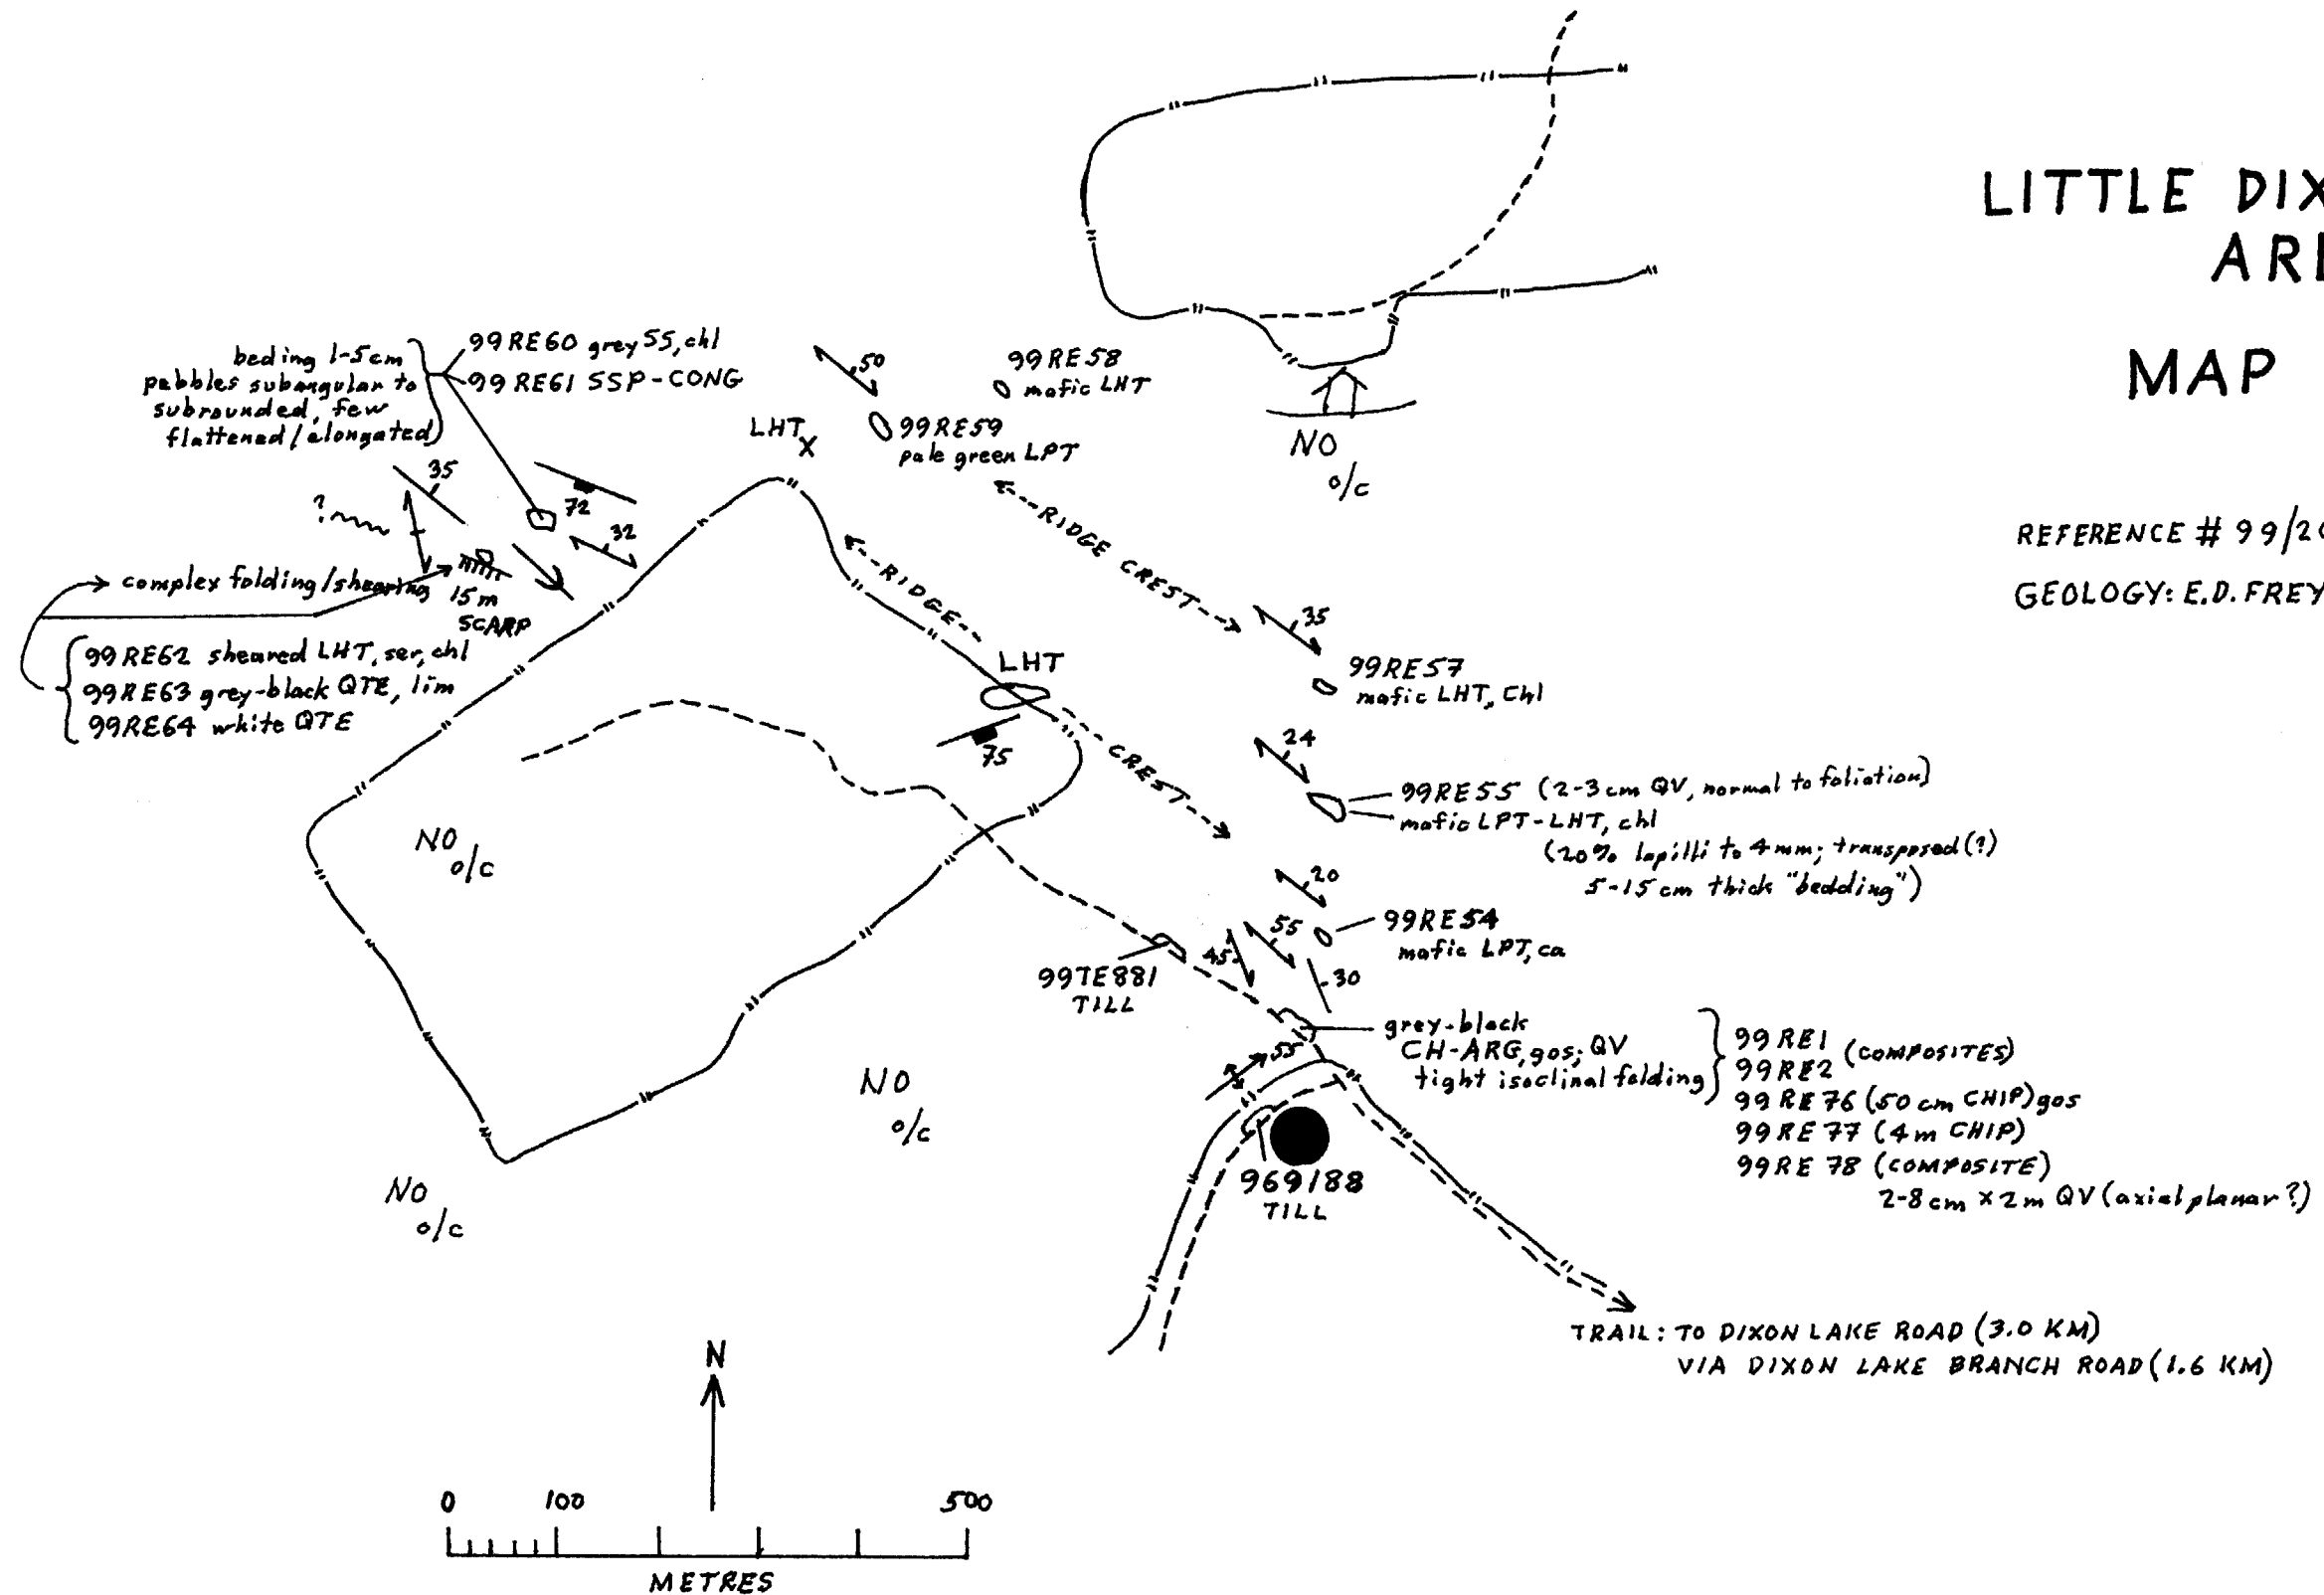 LITTLE DIX
AR
MAP
REFERENCE # 99/2
GEOLOGY: E.D. FREY
beding 1-5cm
pebbles subangular to
subrounded, few
flattened/elongated
99RE60 grey SS, chl
99RE61 SSP-CONG
50
99RE58
mafic LHT
LHT X
99RE59
pale green LPT
NO
o/c
35
72
?
32
RIDGE CREST
RIDGE
complex folding/shearing
15m
SCARP
99RE62 sheared LHT, ser, chl
99RE63 grey-black QTE, lim
99RE64 white QTE
35
LHT
99RE57
mafic LHT, Chl
75
CREST
24
99RE55 (2-3cm QV, normal to foliation)
mafic LPT-LHT, chl
(20% lapilli to 4mm; transpposed(?)
5-15cm thick "bedding")
NO
o/c
20
55
99RE54
mafic LPT, ca
45
30
99TE881
TILL
grey-black
CH-ARG, gos; QV
tight isoclinal folding
55
99RE1
99RE2 (COMPOSITES)
99RE76 (50cm CHIP) gos
99RE77 (4m CHIP)
99RE78 (COMPOSITE)
2-8cm x 2m QV (axial planar?)
NO
o/c
969188
TILL
NO
o/c
TRAIL: TO DIXON LAKE ROAD (3.0 KM)
VIA DIXON LAKE BRANCH ROAD (1.6 KM)
N
0 100 500
METRES